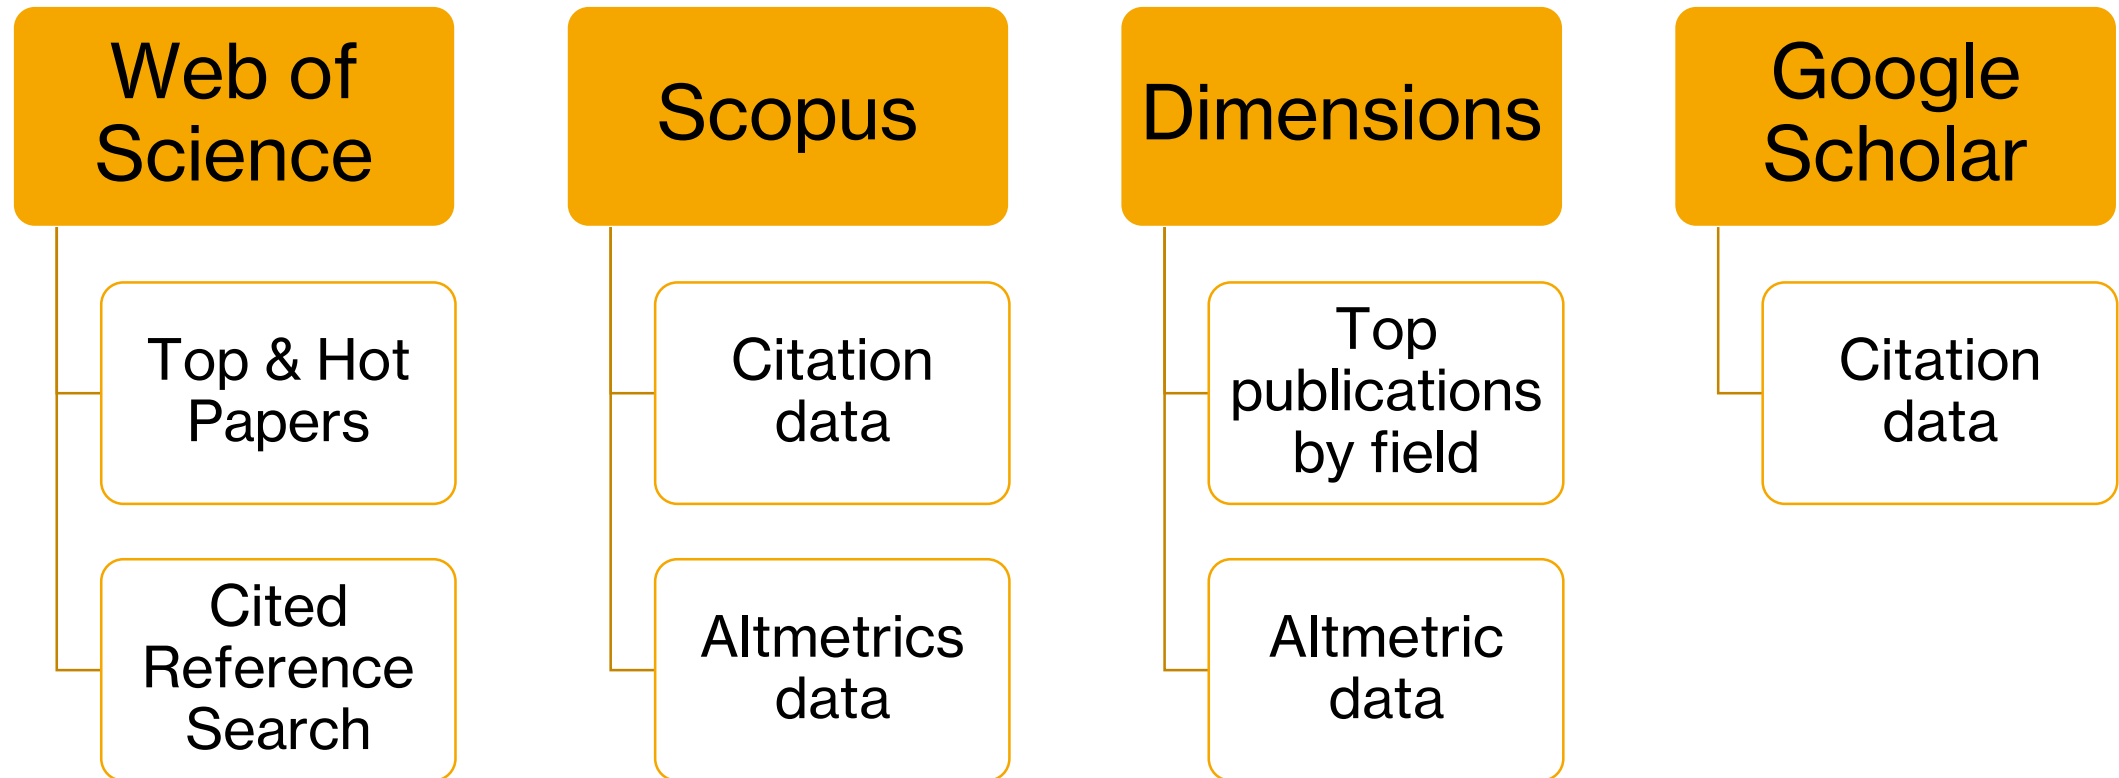 Web of
Science
Top & Hot
Papers
Cited
Reference
Search
Scopus
Citation
data
Altmetrics
data
Dimensions
Top
publications
by field
Altmetric
data
Google
Scholar
Citation
data